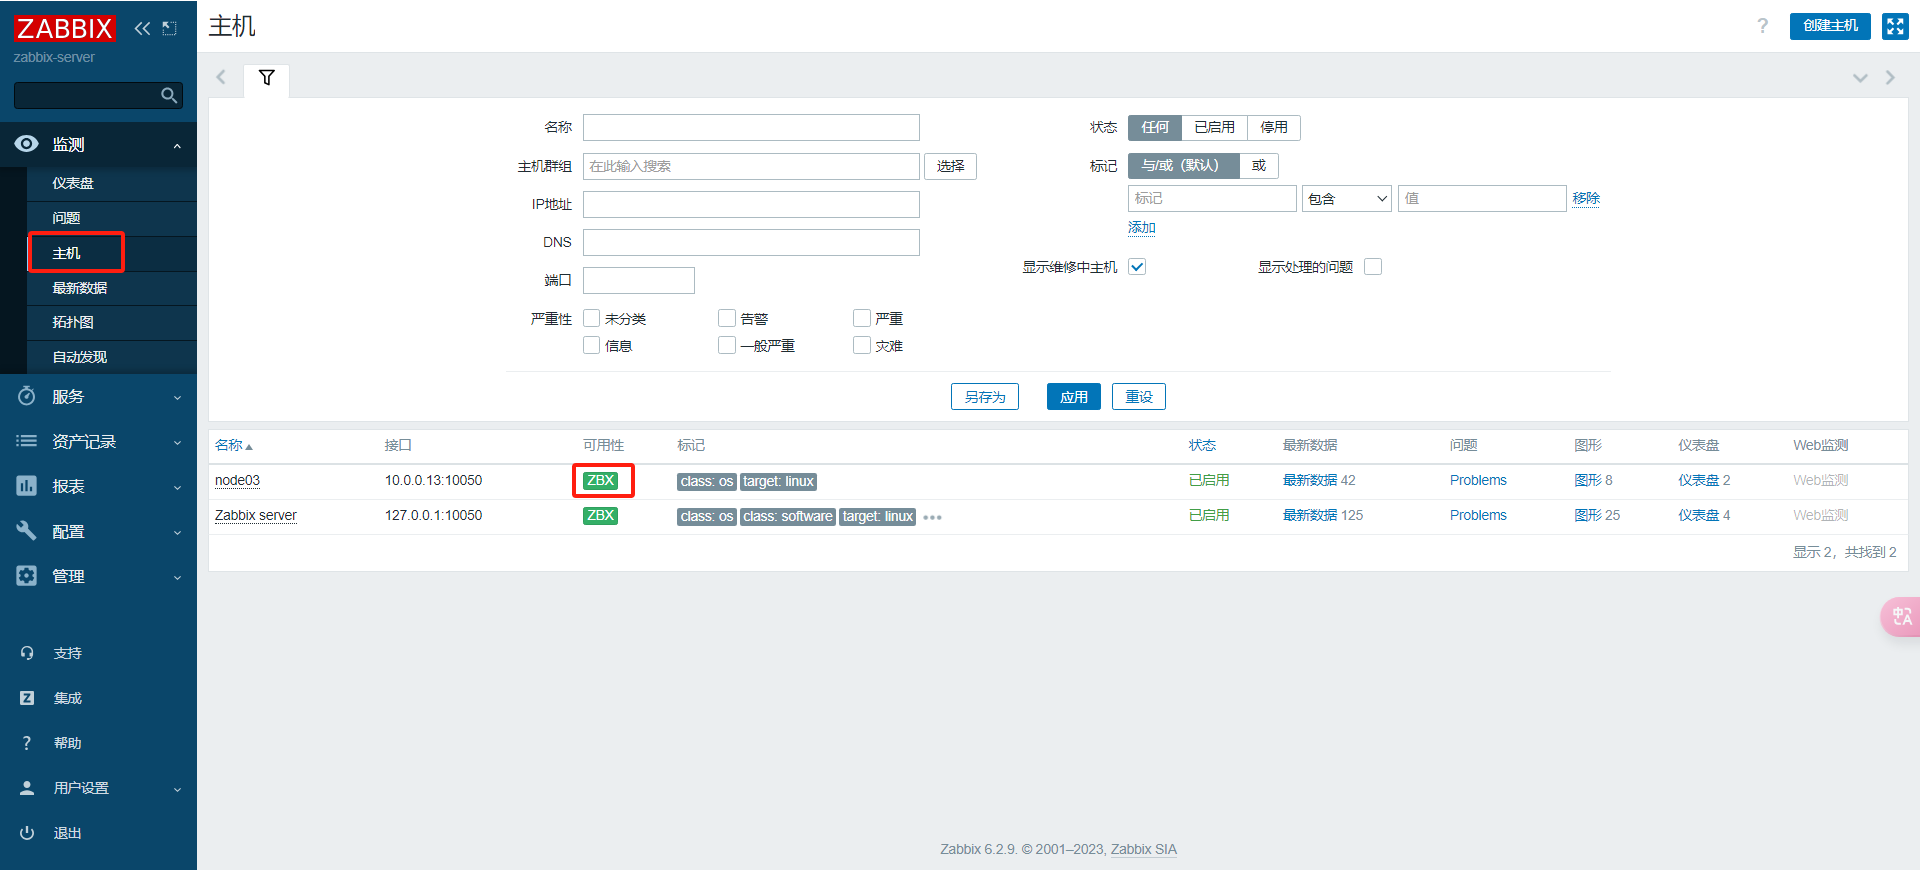 ZABBIX
zabbix-server
监测
仪表盘
问题
主机
最新数据
拓扑图
自动发现
服务
资产记录
报表
配置
管理
支持
集成
帮助
用户设置
退出
主机
? 创建主机
名称
主机群组 在此输入搜索 选择
IP地址
DNS
端口
严重性 未分类 告警 严重
信息 一般严重 灾难
状态 任何 已启用 停用
标记 与/或（默认） 或
标记 包含 值 移除
添加
显示维修中主机 显示处理的问题
另存为 应用 重设
名称 接口 可用性 标记 状态 最新数据 问题 图形 仪表盘 Web监测
node03 10.0.0.13:10050 ZBX class: os target: linux 已启用 最新数据 42 Problems 图形 8 仪表盘 2 Web监测
Zabbix server 127.0.0.1:10050 ZBX class: os class: software target: linux ••• 已启用 最新数据 125 Problems 图形 25 仪表盘 4 Web监测
显示 2，共找到 2
Zabbix 6.2.9. © 2001–2023, Zabbix SIA